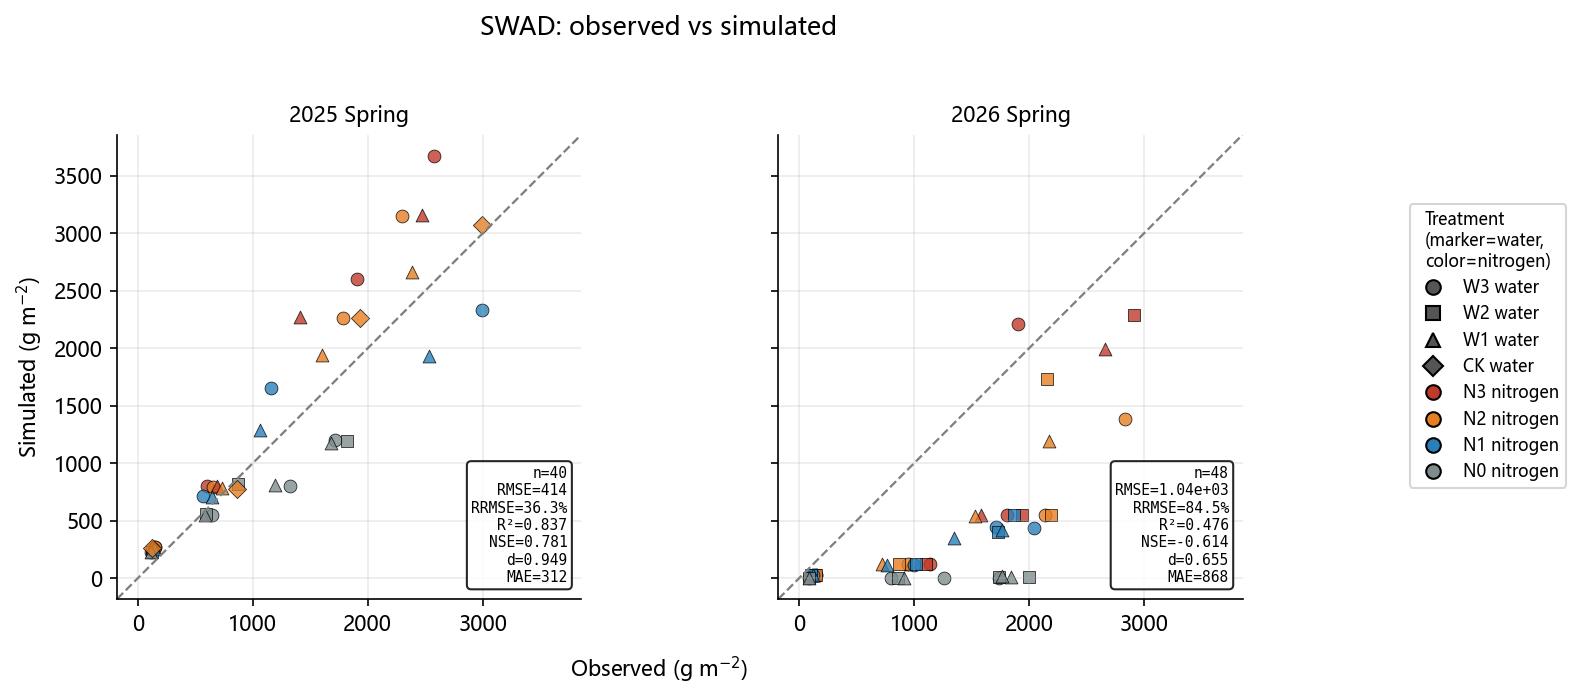 SWAD: observed vs simulated
2025 Spring
2026 Spring
Simulated (g m⁻²)
3500
3000
2500
2000
1500
1000
500
0
0
1000
2000
3000
0
1000
2000
3000
Observed (g m⁻²)
n=40
RMSE=414
RRMSE=36.3%
R²=0.837
NSE=0.781
d=0.949
MAE=312
n=48
RMSE=1.04e+03
RRMSE=84.5%
R²=0.476
NSE=-0.614
d=0.655
MAE=868
Treatment
(marker=water,
color=nitrogen)
W3 water
W2 water
W1 water
CK water
N3 nitrogen
N2 nitrogen
N1 nitrogen
N0 nitrogen